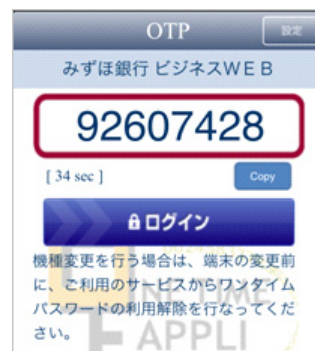 OTP
設定
みずほ銀行 ビジネスＷＥＢ
92607428
[ 34 sec ]
Copy
ログイン
機種変更を行う場合は、端末の変更前
に、ご利用のサービスからワンタイム
パスワードの利用解除を行なってくだ
さい。
APPLI